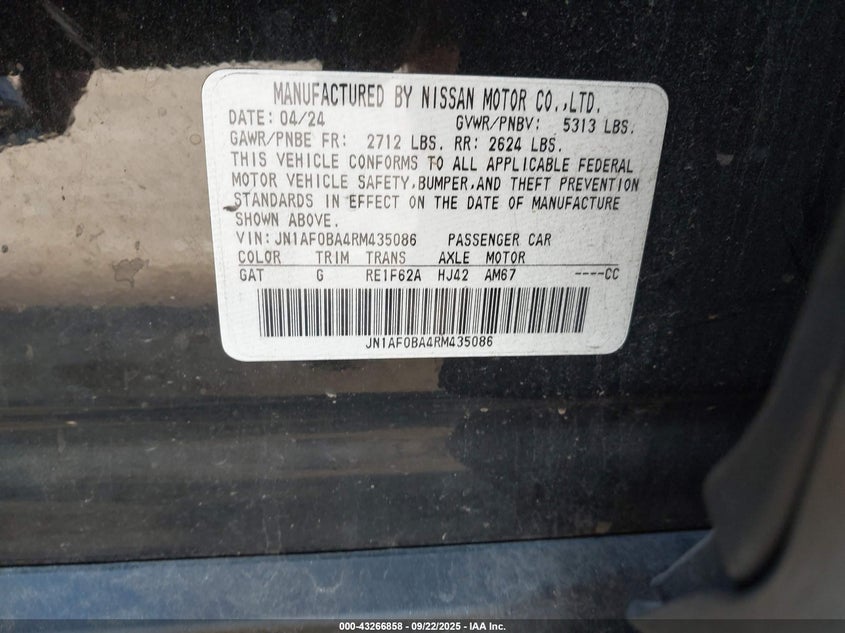 MANUFACTURED BY NISSAN MOTOR CO.,LTD.
DATE: 04/24 GVWR/PNBV: 5313 LBS.
GAWR/PNBE FR: 2712 LBS. RR: 2624 LBS.
THIS VEHICLE CONFORMS TO ALL APPLICABLE FEDERAL
MOTOR VEHICLE SAFETY,BUMPER,AND THEFT PREVENTION
STANDARDS IN EFFECT ON THE DATE OF MANUFACTURE
SHOWN ABOVE.
VIN: JN1AF0BA4RM435086 PASSENGER CAR
COLOR TRIM TRANS AXLE MOTOR
GAT G RE1F62A HJ42 AM67 ----CC
JN1AF0BA4RM435086
000-43266858 - 09/22/2025 - IAA Inc.